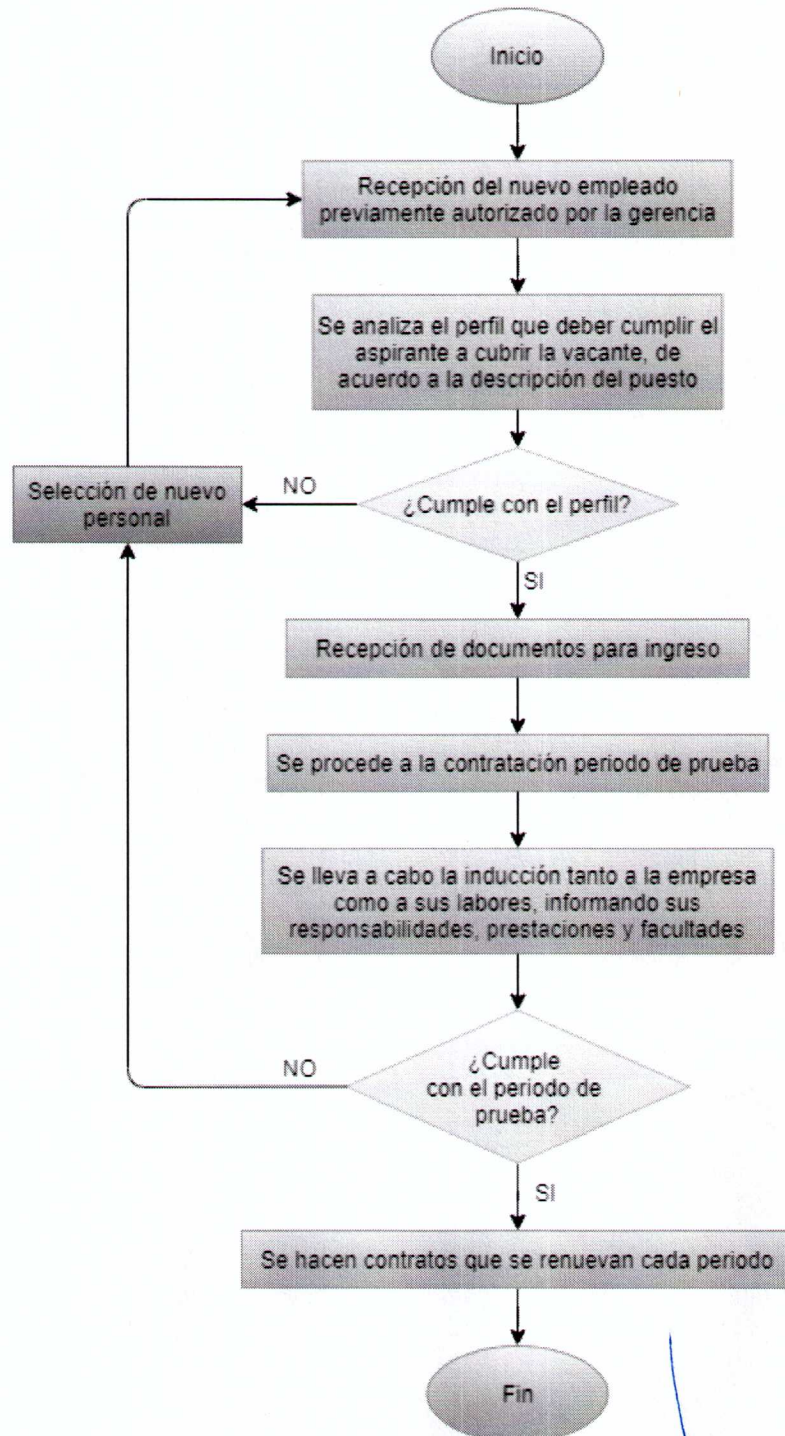 Inicio
Recepción del nuevo empleado
previamente autorizado por la gerencia
Se analiza el perfil que deber cumplir el
aspirante a cubrir la vacante, de
acuerdo a la descripción del puesto
¿Cumple con el perfil?
NO
Selección de nuevo
personal
SI
Recepción de documentos para ingreso
Se procede a la contratación periodo de prueba
Se lleva a cabo la inducción tanto a la empresa
como a sus labores, informando sus
responsabilidades, prestaciones y facultades
¿Cumple
con el periodo de
prueba?
NO
SI
Se hacen contratos que se renuevan cada periodo
Fin